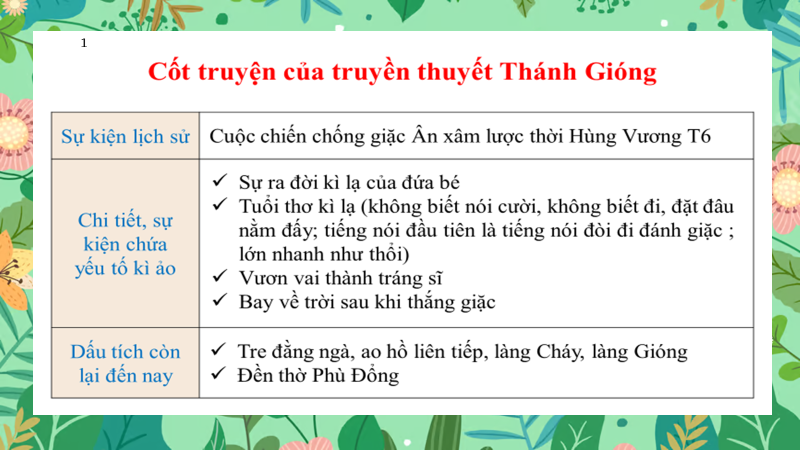 1
Cốt truyện của truyền thuyết Thánh Gióng
Sự kiện lịch sử
Cuộc chiến chống giặc Ân xâm lược thời Hùng Vương T6
Chi tiết, sự
kiện chứa
yếu tố kì ảo
✓ Sự ra đời kì lạ của đứa bé
✓ Tuổi thơ kì lạ (không biết nói cười, không biết đi, đặt đâu
nằm đấy; tiếng nói đầu tiên là tiếng nói đòi đi đánh giặc ;
lớn nhanh như thổi)
✓ Vươn vai thành tráng sĩ
✓ Bay về trời sau khi thắng giặc
Dấu tích còn
lại đến nay
✓ Tre đằng ngà, ao hồ liên tiếp, làng Cháy, làng Gióng
✓ Đền thờ Phù Đổng